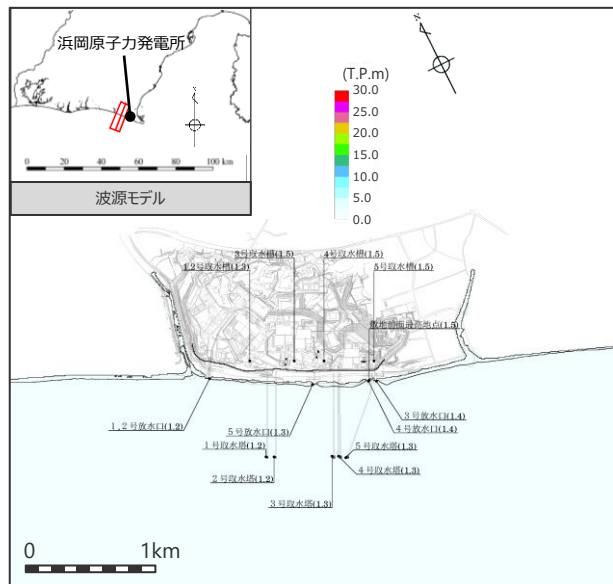 浜岡原子力発電所
N
0 20 40 60 80 100 km
波源モデル
N
(T.P.m)
30.0
25.0
20.0
15.0
10.0
5.0
0.0
3号取水槽(1.5)
4号取水槽(1.5)
1,2号取水槽(1.3)
5号取水槽(1.5)
敷地前面最高地点(1.5)
3号放水口(1.4)
1,2号放水口(1.2)
5号放水口(1.3)
4号放水口(1.4)
1号取水塔(1.2)
5号取水塔(1.3)
2号取水塔(1.2)
4号取水塔(1.3)
3号取水塔(1.3)
0 1km